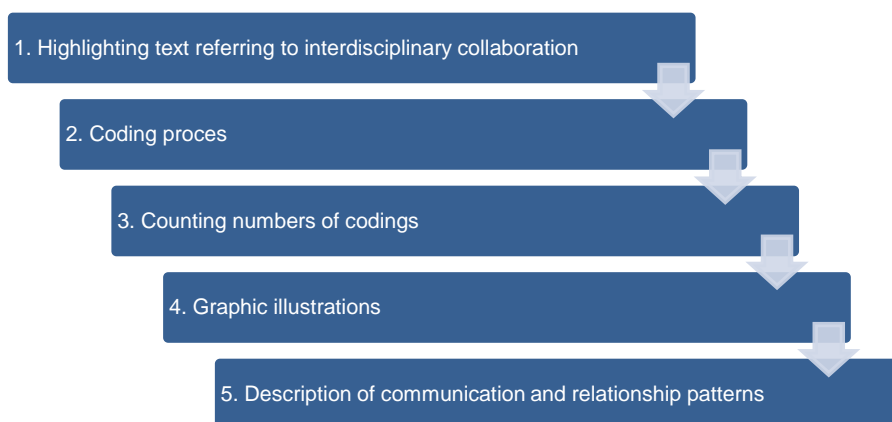 1. Highlighting text referring to interdisciplinary collaboration
2. Coding proces
3. Counting numbers of codings
4. Graphic illustrations
5. Description of communication and relationship patterns